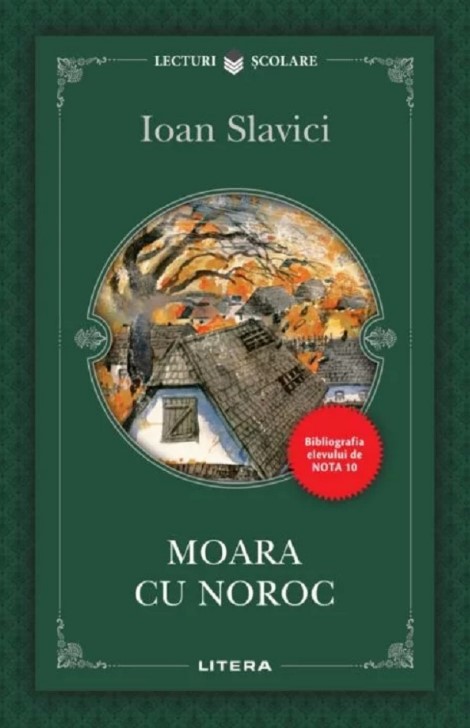 LECTURI ȘCOLARE
Ioan Slavici
Bibliografia
elevului de
NOTA 10
MOARA
CU NOROC
LITERA